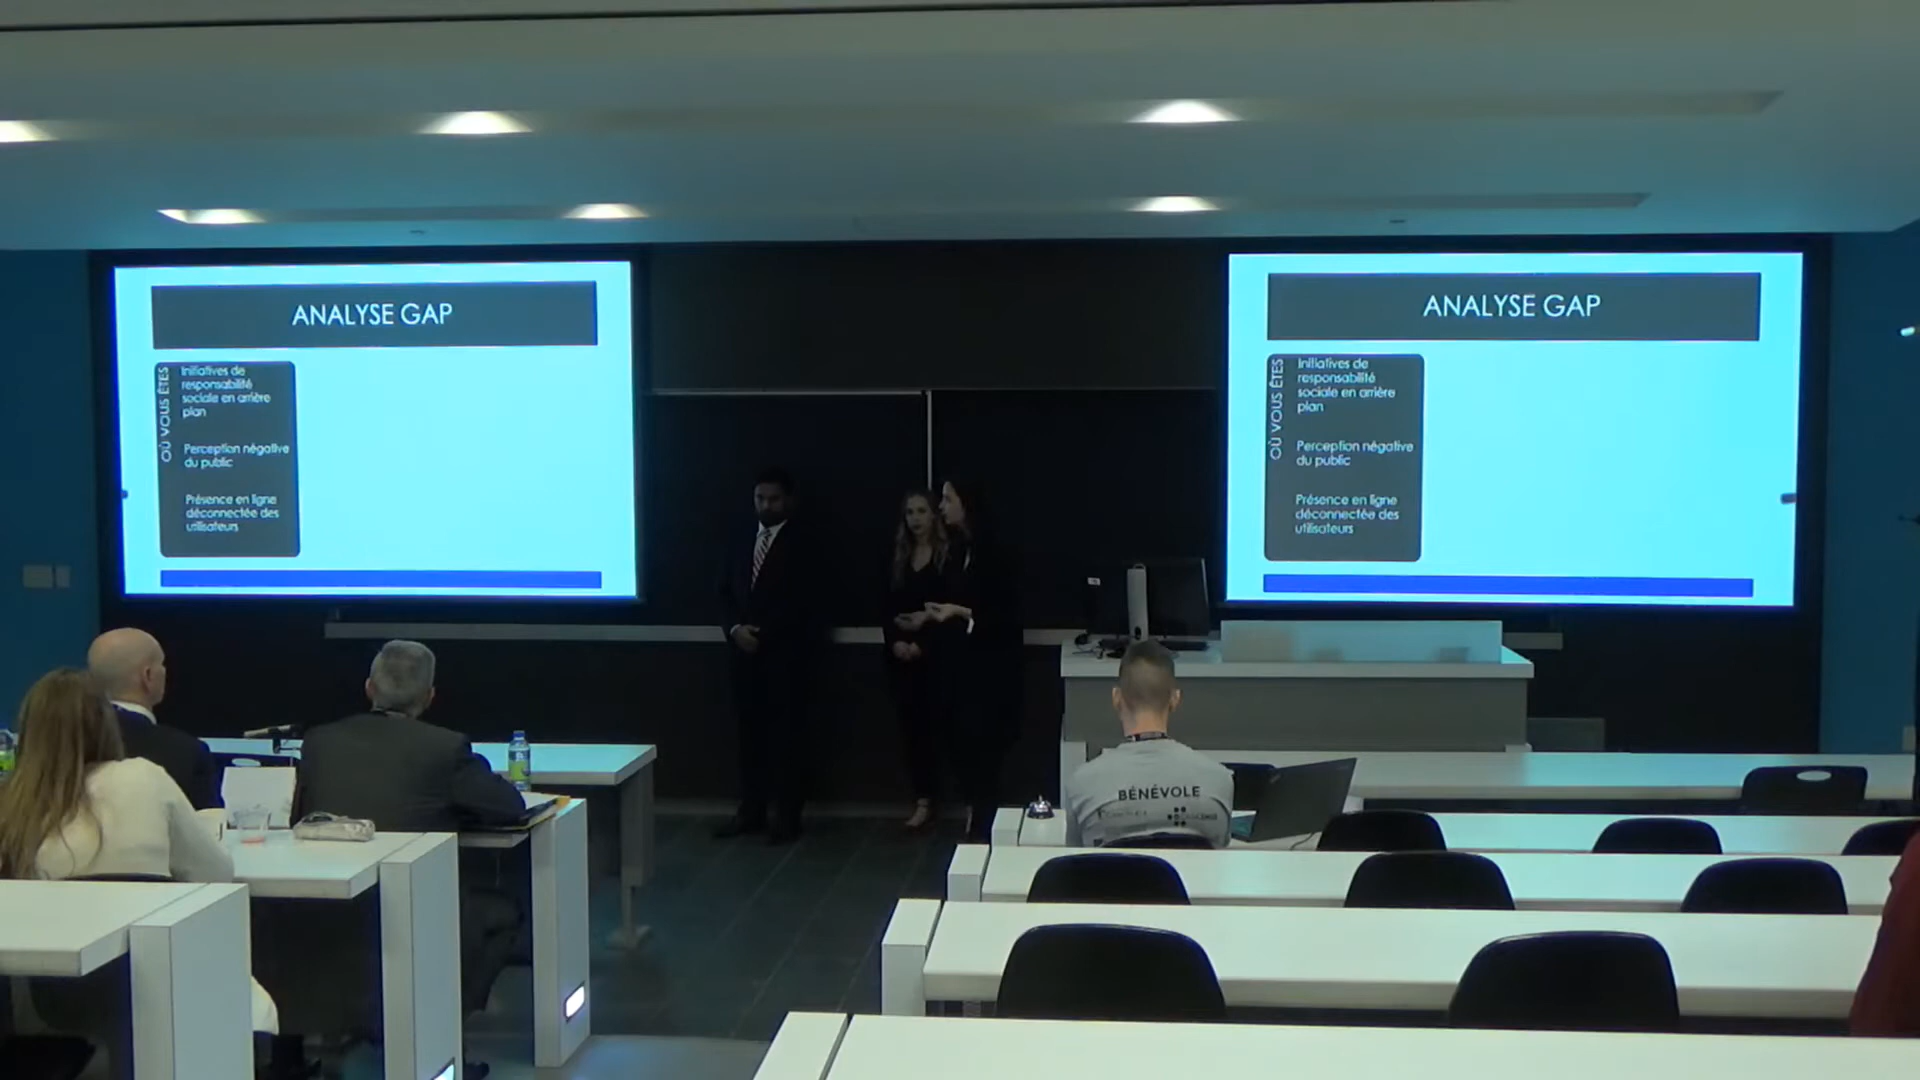 ANALYSE GAP
OÙ VOUS ÊTES
Initiatives de
responsabilité
sociale en arrière
plan
Perception négative
du public
Présence en ligne
déconnectée des
utilisateurs
ANALYSE GAP
OÙ VOUS ÊTES
Initiatives de
responsabilité
sociale en arrière
plan
Perception négative
du public
Présence en ligne
déconnectée des
utilisateurs
BÉNÉVOLE